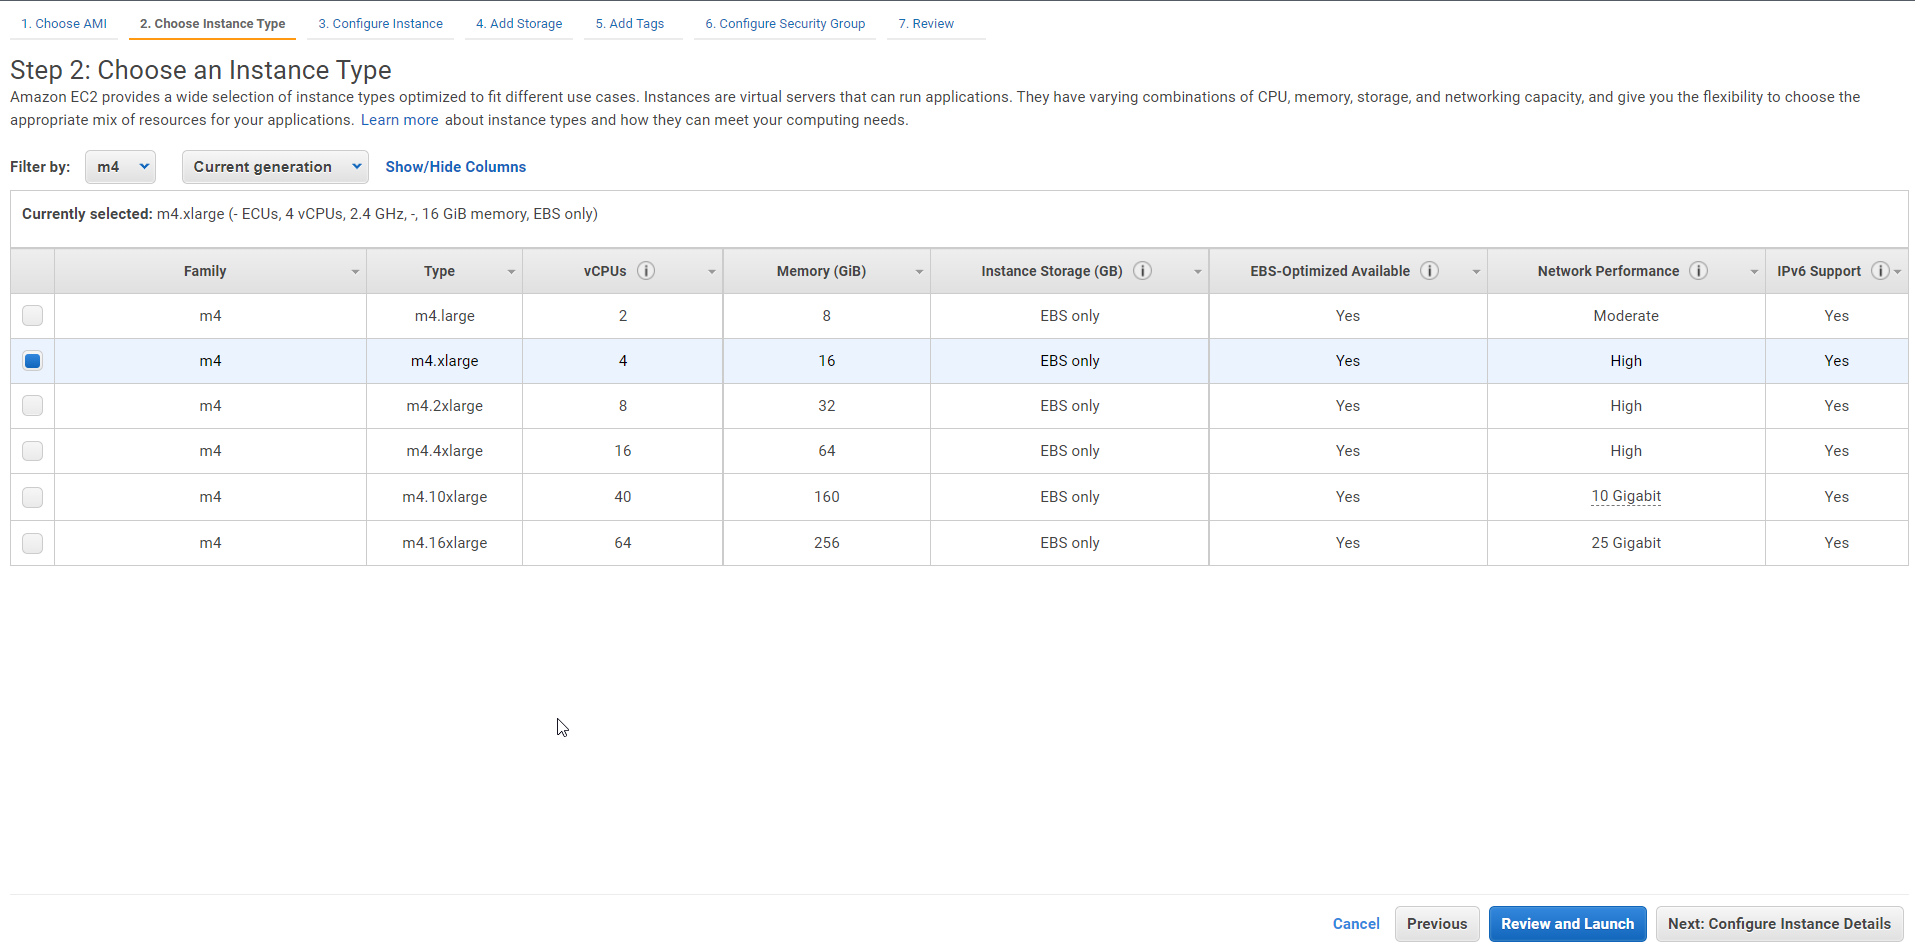 1. Choose AMI 2. Choose Instance Type 3. Configure Instance 4. Add Storage 5. Add Tags 6. Configure Security Group 7. Review
Step 2: Choose an Instance Type
Amazon EC2 provides a wide selection of instance types optimized to fit different use cases. Instances are virtual servers that can run applications. They have varying combinations of CPU, memory, storage, and networking capacity, and give you the flexibility to choose the
appropriate mix of resources for your applications. Learn more about instance types and how they can meet your computing needs.
Filter by: m4 Current generation Show/Hide Columns
Currently selected: m4.xlarge (- ECUs, 4 vCPUs, 2.4 GHz, -, 16 GiB memory, EBS only)
Family Type vCPUs i Memory (GiB) Instance Storage (GB) i EBS-Optimized Available i Network Performance i IPv6 Support i
m4 m4.large 2 8 EBS only Yes Moderate Yes
m4 m4.xlarge 4 16 EBS only Yes High Yes
m4 m4.2xlarge 8 32 EBS only Yes High Yes
m4 m4.4xlarge 16 64 EBS only Yes High Yes
m4 m4.10xlarge 40 160 EBS only Yes 10 Gigabit Yes
m4 m4.16xlarge 64 256 EBS only Yes 25 Gigabit Yes
Cancel Previous Review and Launch Next: Configure Instance Details